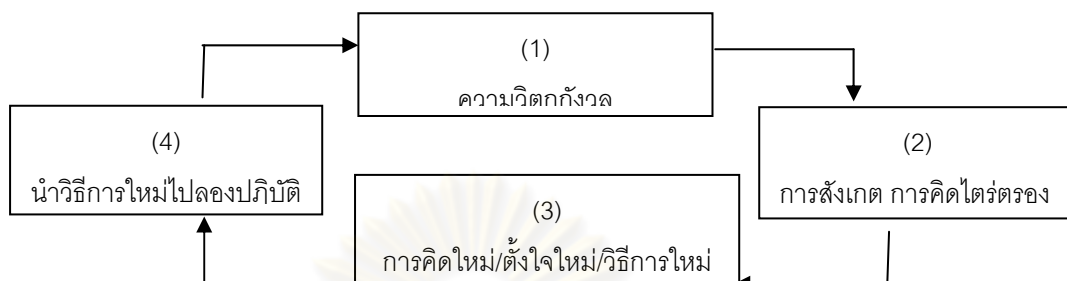 (1)
ความวิตกกังวล
(4)
นำวิธีการใหม่ไปลองปฏิบัติ
(2)
การสังเกต การคิดไตร่ตรอง
(3)
การคิดใหม่/ตั้งใจใหม่/วิธีการใหม่